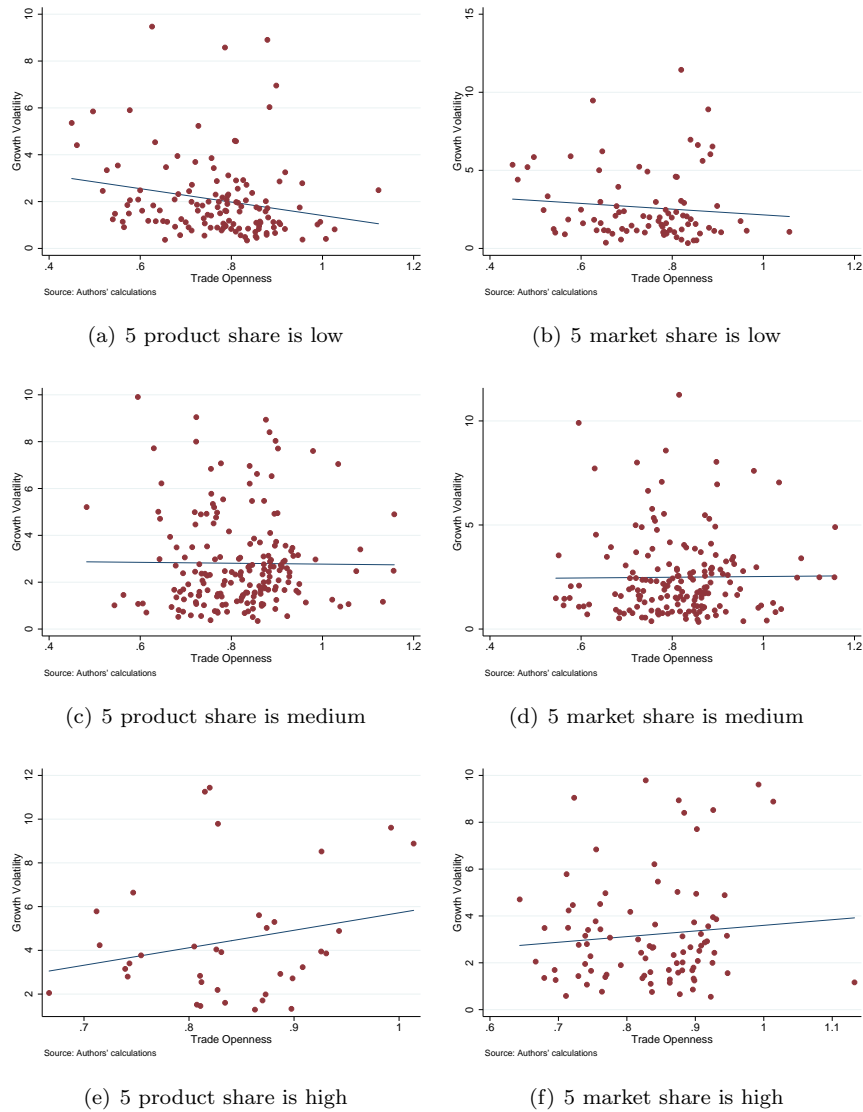 10
8
6
4
2
0
Growth Volatility
.4 .6 .8 1 1.2
Trade Openness
Source: Authors' calculations
(a) 5 product share is low
15
10
5
0
Growth Volatility
.4 .6 .8 1 1.2
Trade Openness
Source: Authors' calculations
(b) 5 market share is low
10
8
6
4
2
0
Growth Volatility
.4 .6 .8 1 1.2
Trade Openness
Source: Authors' calculations
(c) 5 product share is medium
10
5
0
Growth Volatility
.4 .6 .8 1 1.2
Trade Openness
Source: Authors' calculations
(d) 5 market share is medium
12
10
8
6
4
2
Growth Volatility
.7 .8 .9 1
Trade Openness
Source: Authors' calculations
(e) 5 product share is high
10
8
6
4
2
0
Growth Volatility
.6 .7 .8 .9 1 1.1
Trade Openness
Source: Authors' calculations
(f) 5 market share is high